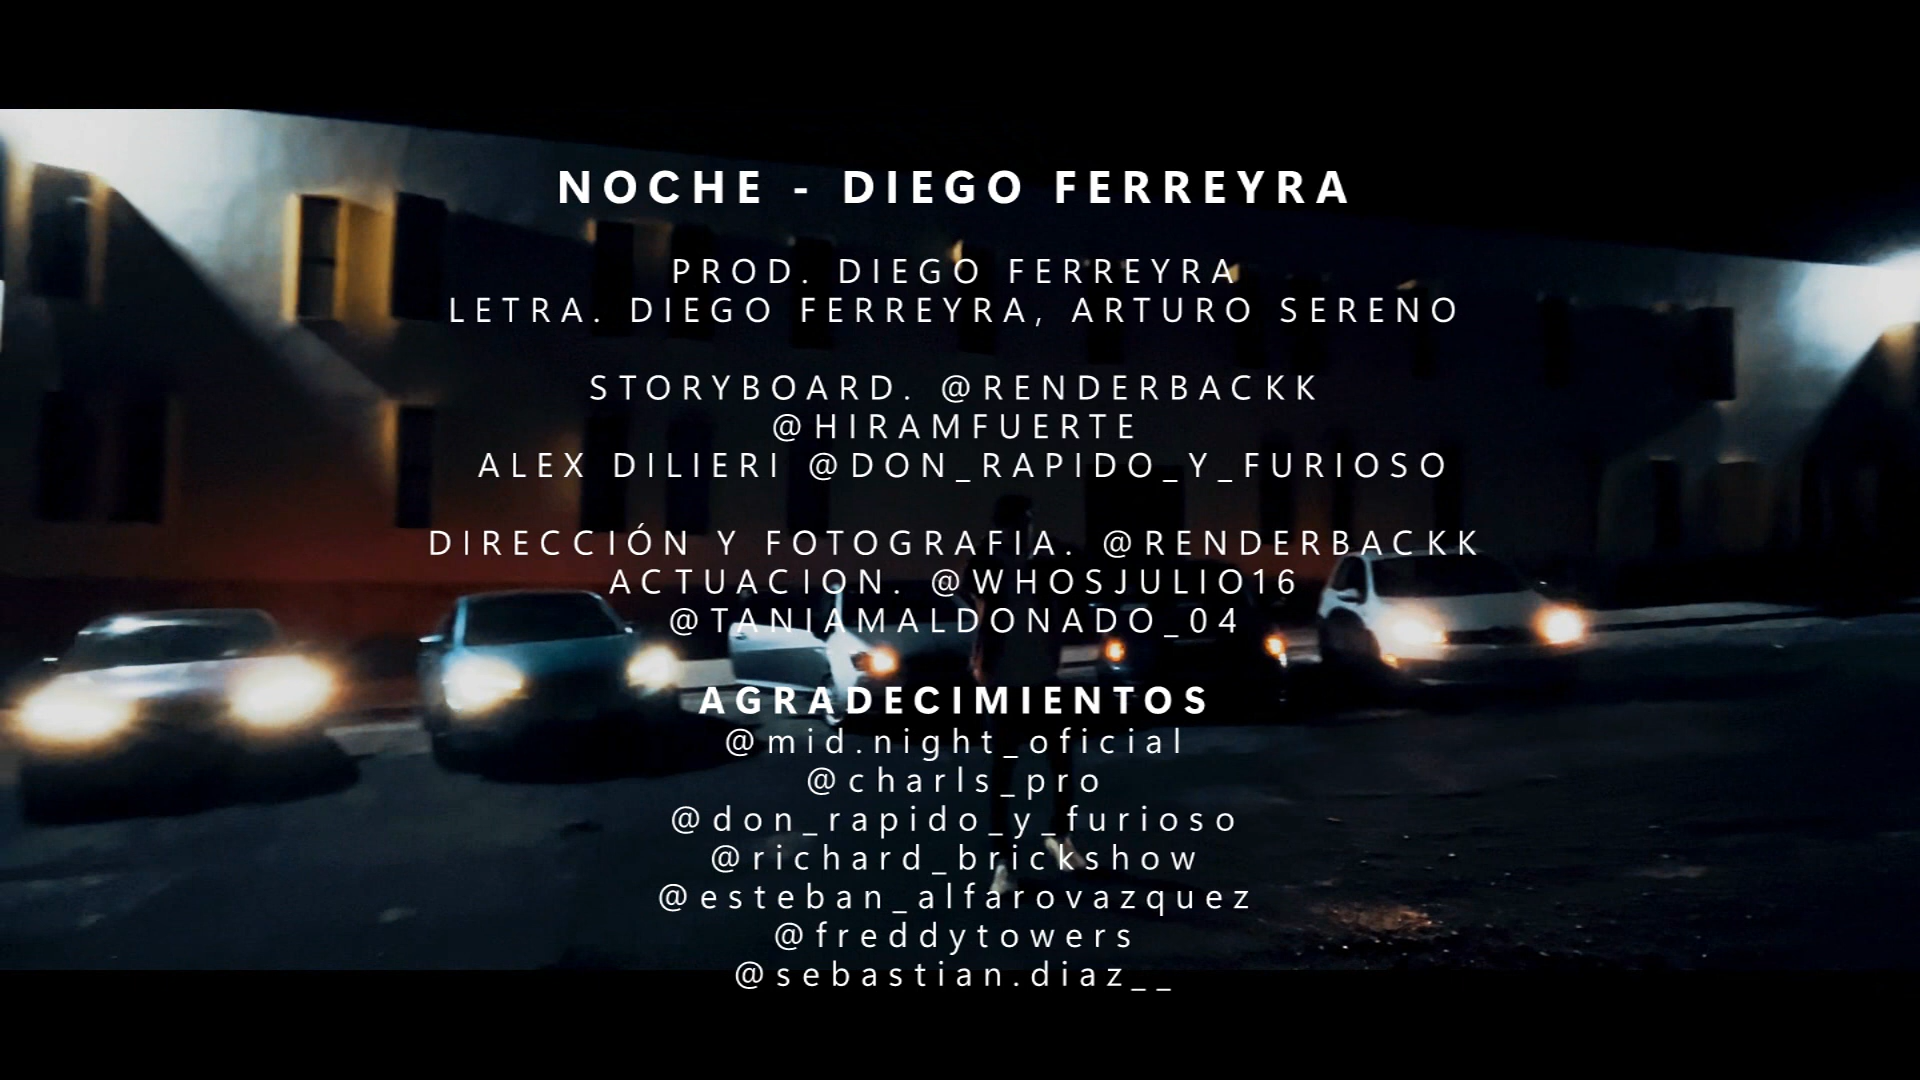 NOCHE - DIEGO FERREYRA
PROD. DIEGO FERREYRA
LETRA. DIEGO FERREYRA, ARTURO SERENO
STORYBOARD. @RENDERBACKK
@HIRAMFUERTE
ALEX DILIERI @DON_RAPIDO_Y_FURIOSO
DIRECCIÓN Y FOTOGRAFIA. @RENDERBACKK
ACTUACION. @WHOSJULIO16
@TANIAMALDONADO_04
AGRADECIMIENTOS
@mid.night_oficial
@charls_pro
@don_rapido_y_furioso
@richard_brickshow
@esteban_alfarovazquez
@freddytowers
@sebastian.diaz__